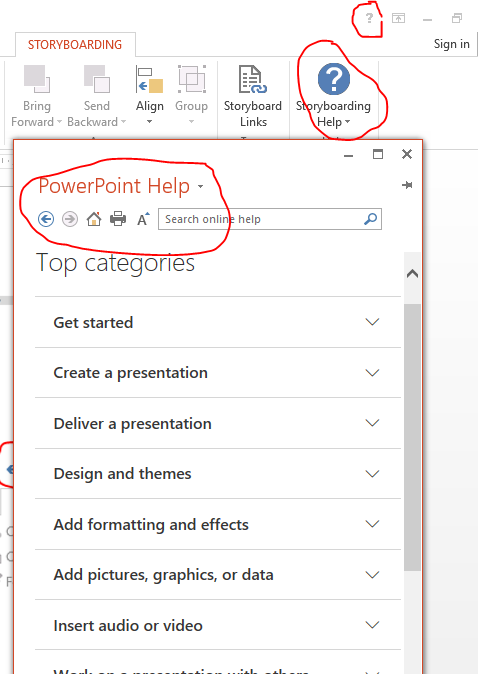 ?
Sign in
STORYBOARDING
Bring
Forward
Send
Backward
Align
Group
Storyboard
Links
?
Storyboarding
Help
PowerPoint Help
A
Search online help
Top categories
Get started
Create a presentation
Deliver a presentation
Design and themes
Add formatting and effects
Add pictures, graphics, or data
Insert audio or video
Work on a presentation with others